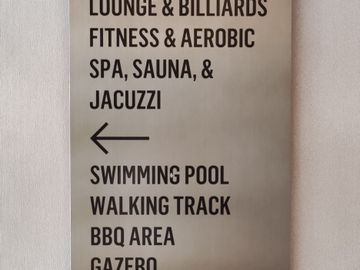 LOUNGE & BILLIARDS
FITNESS & AEROBIC
SPA, SAUNA, &
JACUZZI
SWIMMING POOL
WALKING TRACK
BBQ AREA
GAZEBO